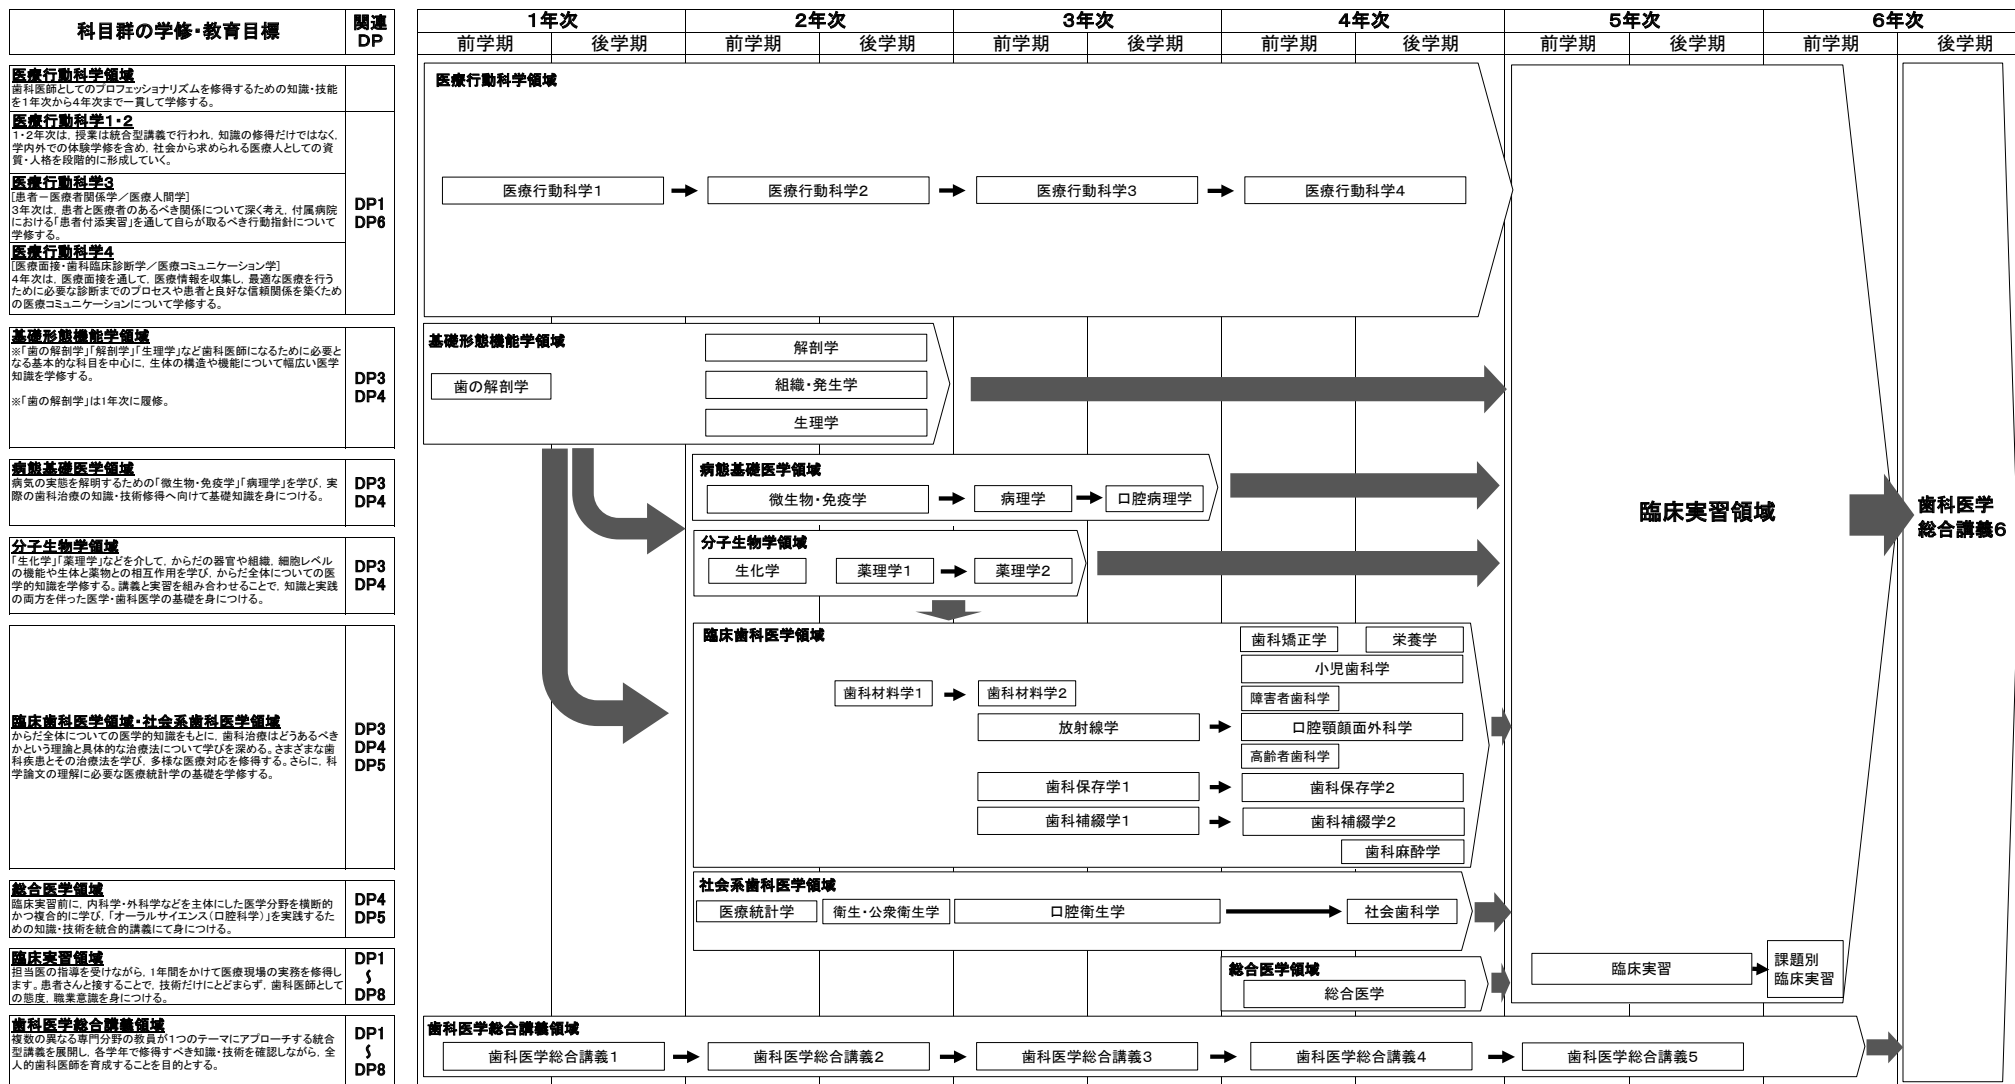 科目群の学修・教育目標
関連
DP
1年次
2年次
3年次
4年次
5年次
6年次
前学期
後学期
前学期
後学期
前学期
後学期
前学期
後学期
前学期
後学期
前学期
後学期
医療行動科学領域
歯科医師としてのプロフェッショナリズムを修得するための知識・技能
を1年次から4年次まで一貫して学修する。
医療行動科学1・2
1・2年次は,授業は統合型講義で行われ,知識の修得だけではなく,
学内外での体験学修を含め,社会から求められる医療人としての資
質・人格を段階的に形成していく。
医療行動科学3
[患者ー医療者関係学/医療人間学]
3年次は,患者と医療者のあるべき関係について深く考え,付属病院
における「患者付添実習」を通して自らが取るべき行動指針について
学修する。
医療行動科学4
[医療面接・歯科臨床診断学/医療コミュニケーション学]
4年次は,医療面接を通して,医療情報を収集し,最適な医療を行う
ために必要な診断までのプロセスや患者と良好な信頼関係を築くため
の医療コミュニケーションについて学修する。
DP1
DP6
基礎形態機能学領域
※「歯の解剖学」「解剖学」「生理学」など歯科医師になるために必要と
なる基本的な科目を中心に,生体の構造や機能について幅広い医学
知識を学修する。
※「歯の解剖学」は1年次に履修。
DP3
DP4
病態基礎医学領域
病気の実態を解明するための「微生物・免疫学」「病理学」を学び,実
際の歯科治療の知識・技術修得へ向けて基礎知識を身につける。
DP3
DP4
分子生物学領域
「生化学」「薬理学」などを介して,からだの器官や組織,細胞レベル
の機能や生体と薬物との相互作用を学び,からだ全体についての医
学的知識を学修する。講義と実習を組み合わせることで,知識と実践
の両方を伴った医学・歯科医学の基礎を身につける。
DP3
DP4
臨床歯科医学領域・社会系歯科医学領域
からだ全体についての医学的知識をもとに,歯科治療はどうあるべき
かという理論と具体的な治療法について学びを深める。さまざまな歯
科疾患とその治療法を学び,多様な医療対応を修得する。さらに,科
学論文の理解に必要な医療統計学の基礎を学修する。
DP3
DP4
DP5
総合医学領域
臨床実習前に,内科学・外科学などを主体にした医学分野を横断的
かつ複合的に学び,「オーラルサイエンス(口腔科学)」を実践するた
めの知識・技術を統合的講義にて身につける。
DP4
DP5
臨床実習領域
担当医の指導を受けながら,1年間をかけて医療現場の実務を修得し
ます。患者さんと接することで,技術だけにとどまらず,歯科医師として
の態度,職業意識を身につける。
DP1
〜
DP8
歯科医学総合講義領域
複数の異なる専門分野の教員が1つのテーマにアプローチする統合
型講義を展開し,各学年で修得すべき知識・技術を確認しながら,全
人的歯科医師を育成することを目的とする。
DP1
〜
DP8
医療行動科学領域
医療行動科学1
医療行動科学2
医療行動科学3
医療行動科学4
基礎形態機能学領域
歯の解剖学
解剖学
組織・発生学
生理学
病態基礎医学領域
微生物・免疫学
病理学
口腔病理学
分子生物学領域
生化学
薬理学1
薬理学2
臨床歯科医学領域
歯科矯正学
栄養学
小児歯科学
歯科材料学1
歯科材料学2
障害者歯科学
放射線学
口腔顎顔面外科学
高齢者歯科学
歯科保存学1
歯科保存学2
歯科補綴学1
歯科補綴学2
歯科麻酔学
社会系歯科医学領域
医療統計学
衛生・公衆衛生学
口腔衛生学
社会歯科学
総合医学領域
総合医学
歯科医学総合講義領域
歯科医学総合講義1
歯科医学総合講義2
歯科医学総合講義3
歯科医学総合講義4
歯科医学総合講義5
臨床実習領域
臨床実習
課題別
臨床実習
歯科医学
総合講義6